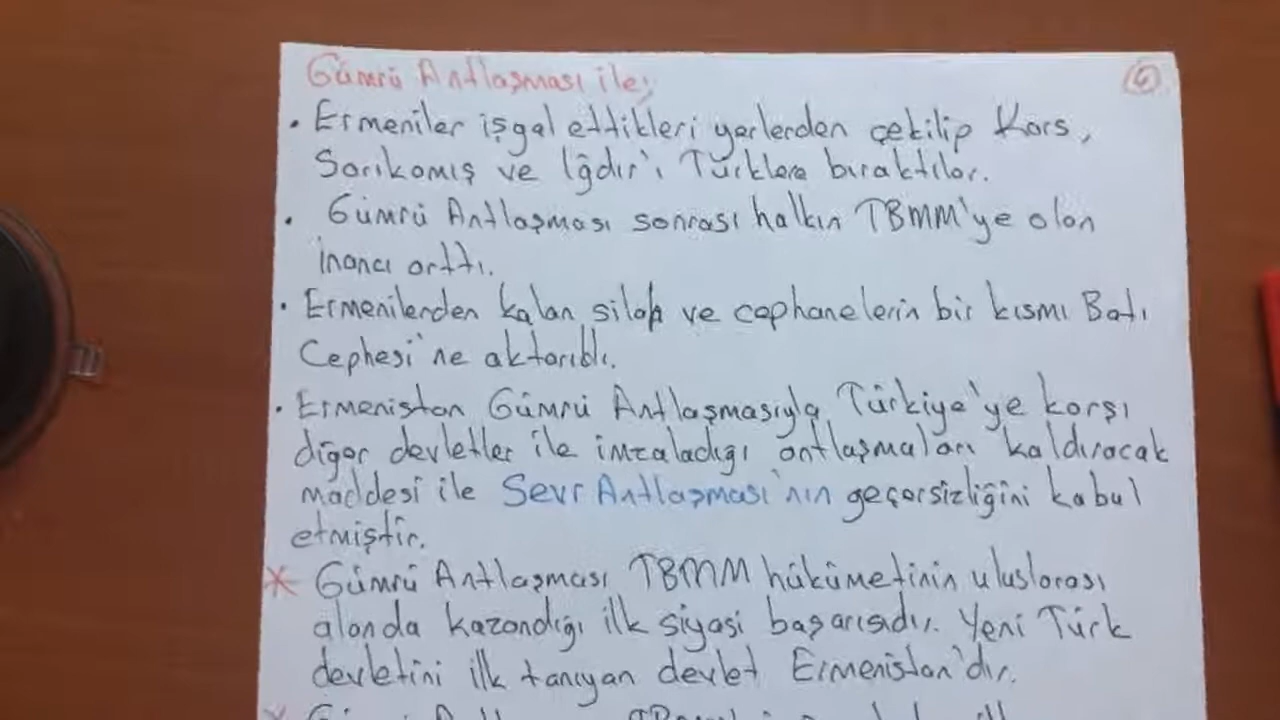 Gümrü Antlaşması ile;
6
• Ermeniler işgal ettikleri yerlerden çekilip Kars,
Sarıkamış ve Iğdır'ı Türklere bıraktılar.
• Gümrü Antlaşması sonrası halkın TBMM'ye olan
inancı arttı.
• Ermenilerden kalan silah ve cephanelerin bir kısmı Batı
Cephesi'ne aktarıldı.
• Ermenistan Gümrü Antlaşmasıyla Türkiye'ye karşı
diğer devletler ile imzaladığı antlaşmaları kaldıracak
maddesi ile Sevr Antlaşması'nın geçersizliğini kabul
etmiştir.
* Gümrü Antlaşması TBMM hükümetinin uluslarası
alanda kazandığı ilk siyasi başarısıdır. Yeni Türk
devletini ilk tanıyan devlet Ermenistan'dır.